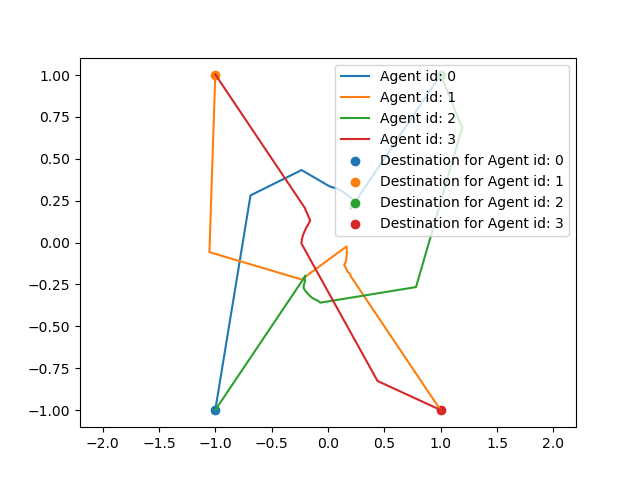 1.00
0.75
0.50
0.25
0.00
−0.25
−0.50
−0.75
−1.00
−2.0 −1.5 −1.0 −0.5 0.0 0.5 1.0 1.5 2.0
Agent id: 0
Agent id: 1
Agent id: 2
Agent id: 3
Destination for Agent id: 0
Destination for Agent id: 1
Destination for Agent id: 2
Destination for Agent id: 3